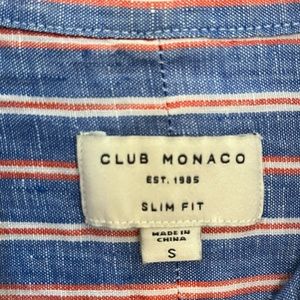 CLUB MONACO
EST. 1985
SLIM FIT
MADE IN
CHINA
S